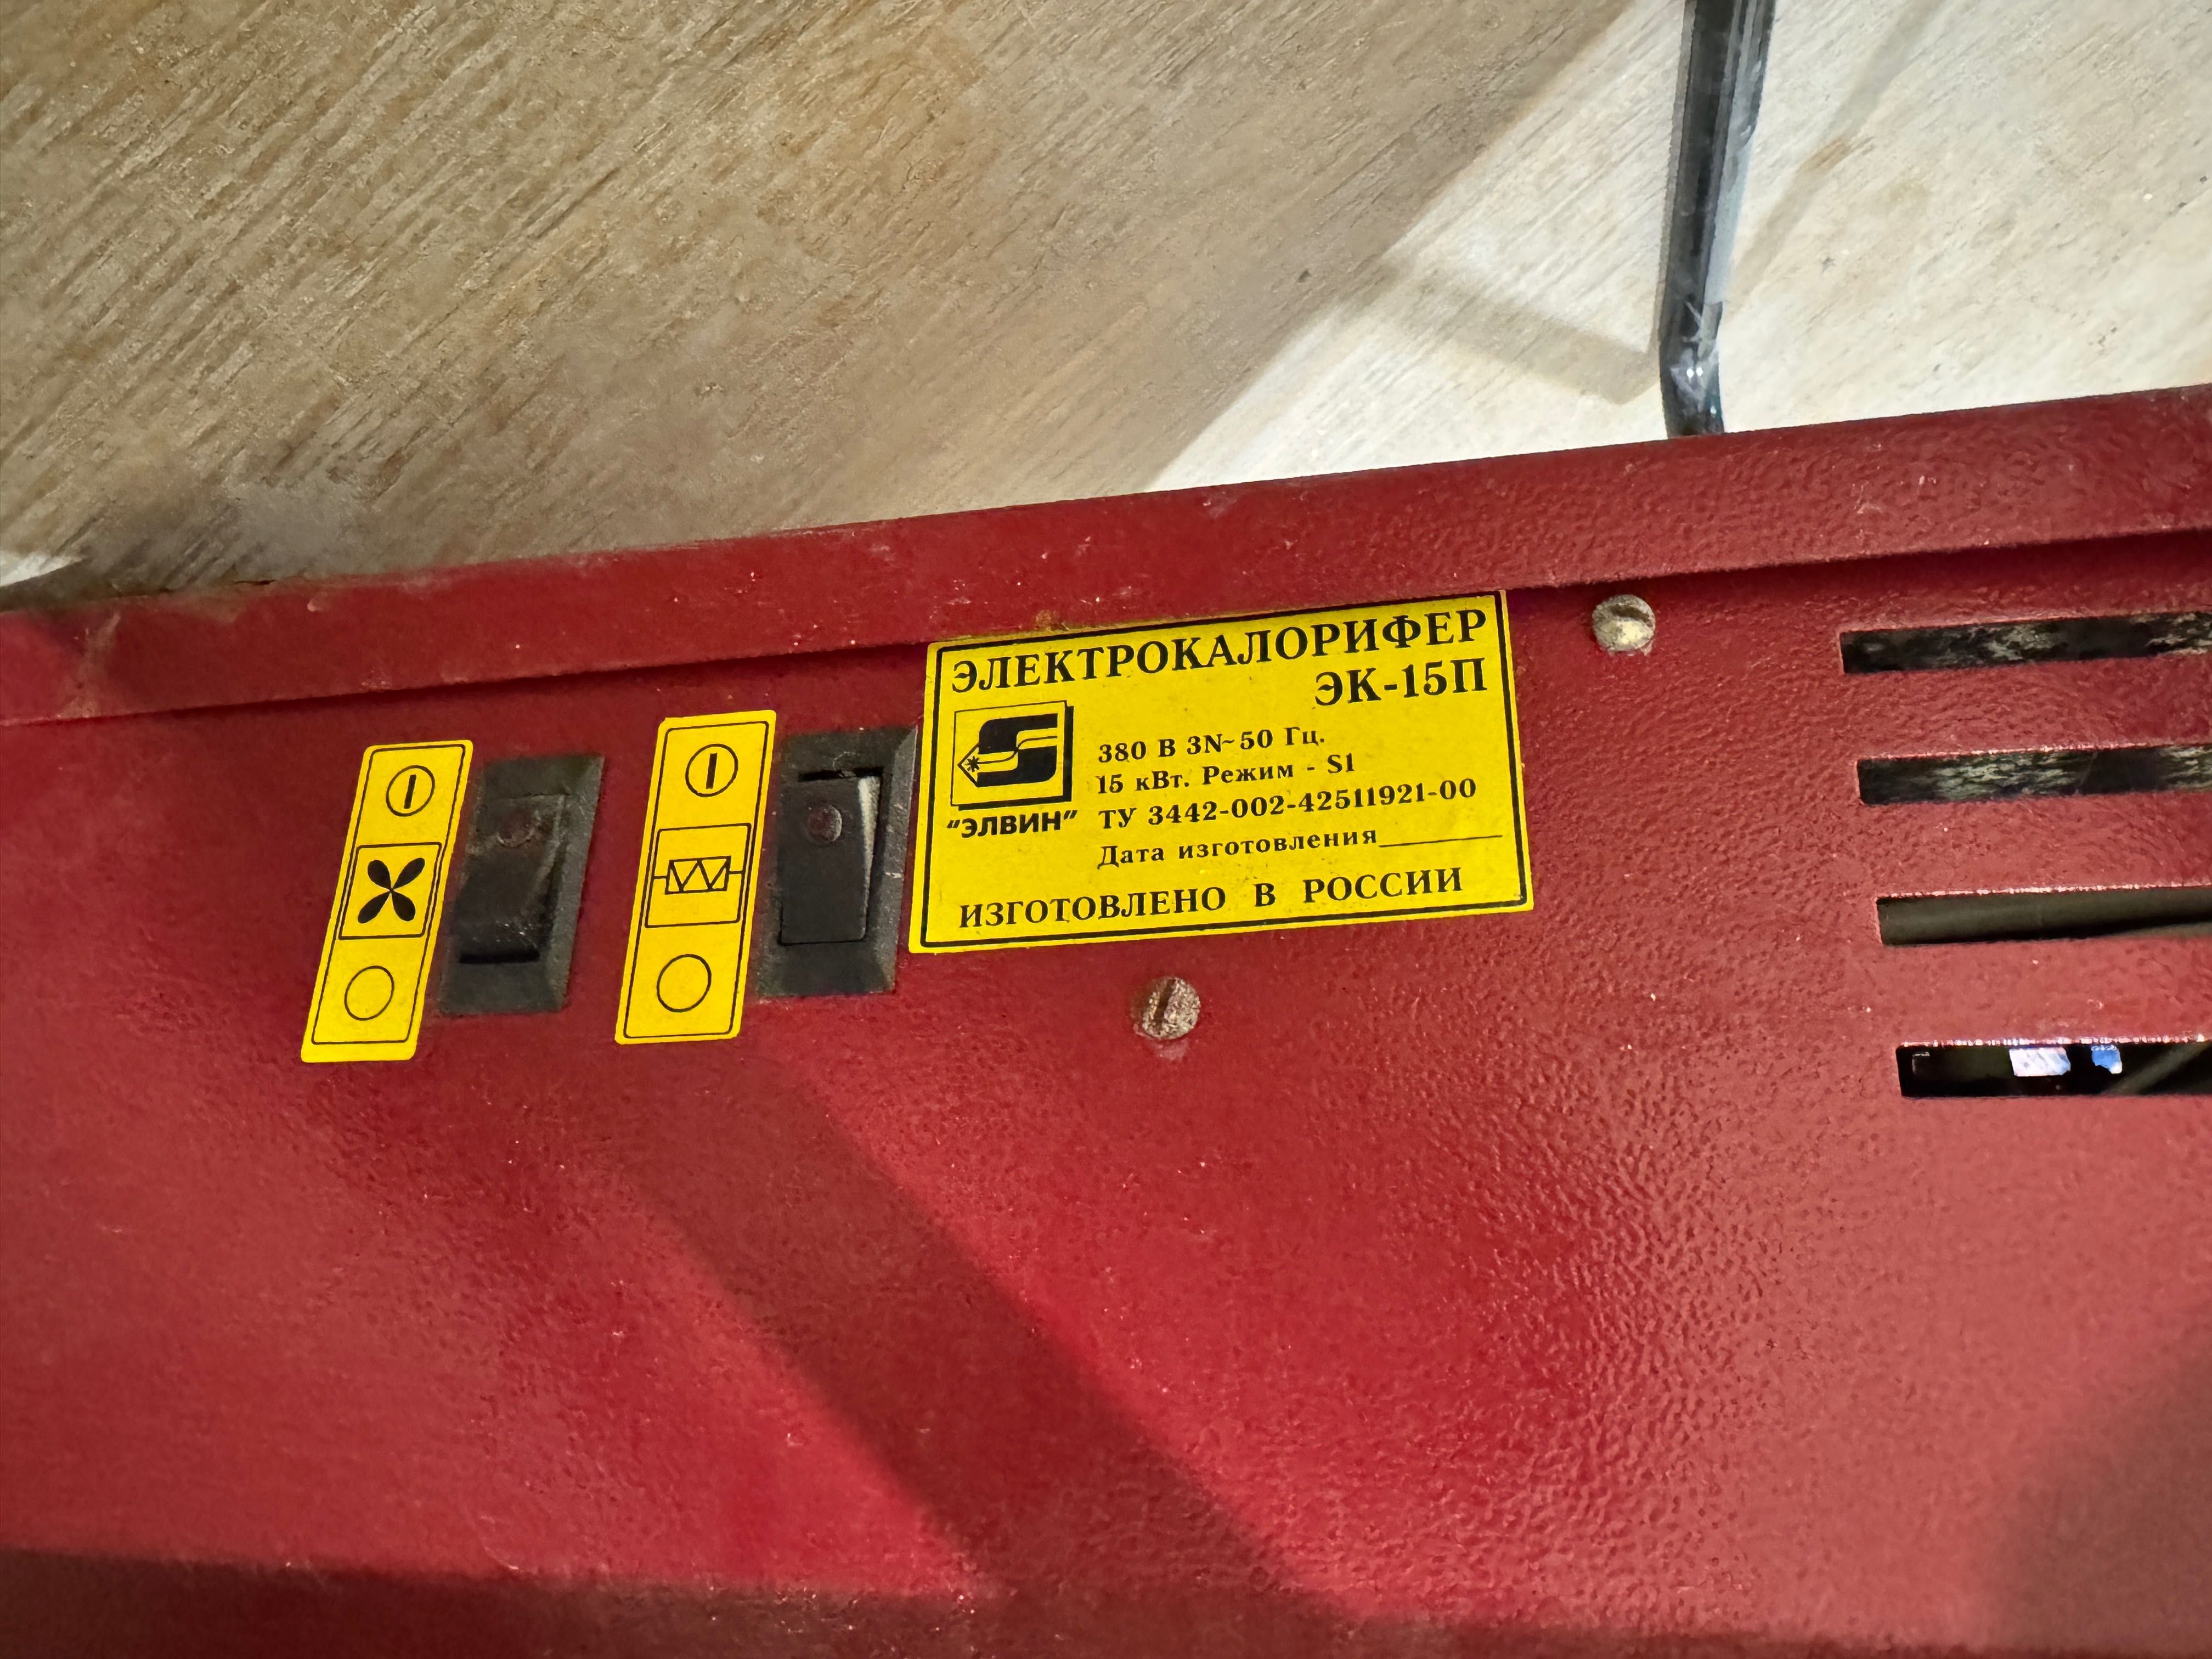 ЭЛЕКТРОКАЛОРИФЕР
ЭК-15П
380 В 3N~50 Гц.
15 кВт. Режим - S1
ТУ 3442-002-42511921-00
"ЭЛВИН"
Дата изготовления
ИЗГОТОВЛЕНО В РОССИИ